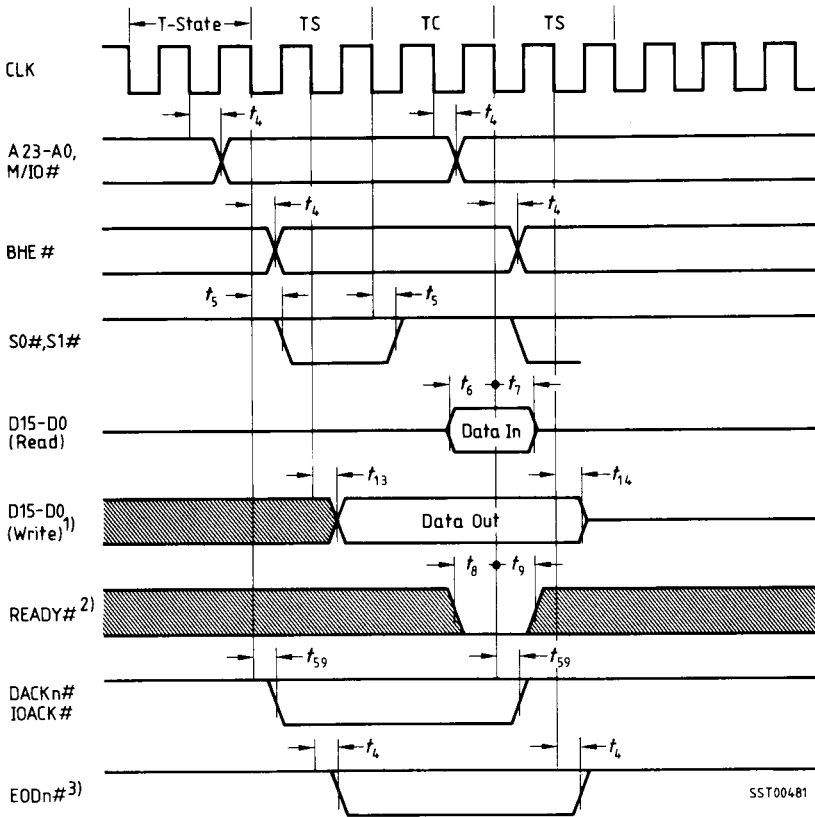 T-State TS TC TS
CLK
t4 t4
A23-A0,
M/IO#
t4 t4
BHE#
t5 t5
S0#,S1#
t6 t7
D15-D0
(Read)
Data In
t13 t14
D15-D0
(Write)1)
Data Out
t8 t9
READY#2)
t59 t59
DACKn#
IOACK#
t4 t4
EODn#3)
SST00481